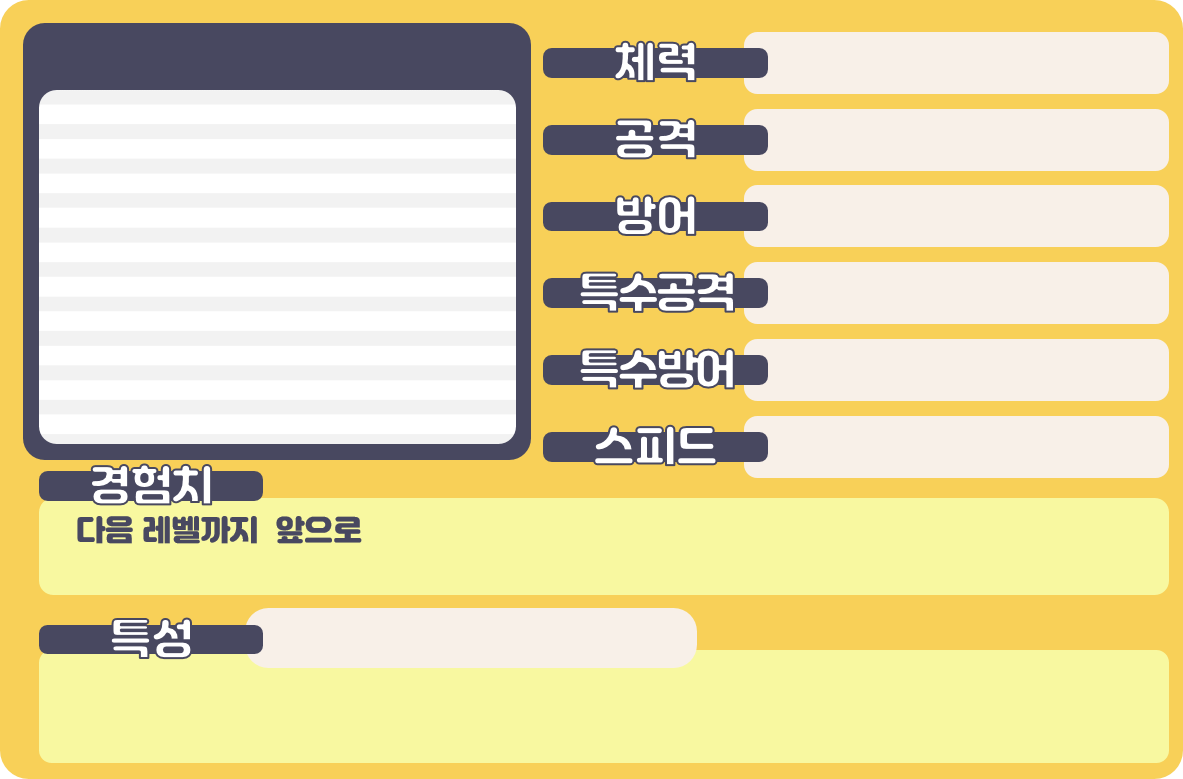 체력
공격
방어
특수공격
특수방어
스피드
경험치
다음 레벨까지 앞으로
특성